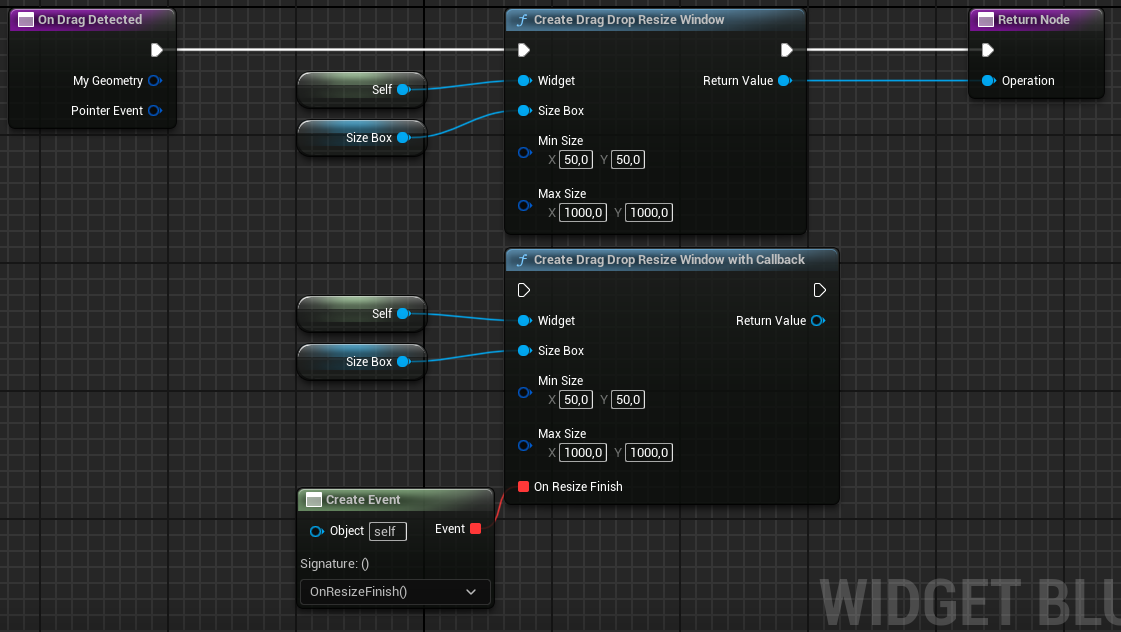 On Drag Detected
My Geometry
Pointer Event
Self
Size Box
Create Drag Drop Resize Window
Widget
Return Value
Size Box
Min Size
X 50,0 Y 50,0
Max Size
X 1000,0 Y 1000,0
Return Node
Operation
Self
Size Box
Create Drag Drop Resize Window with Callback
Widget
Return Value
Size Box
Min Size
X 50,0 Y 50,0
Max Size
X 1000,0 Y 1000,0
On Resize Finish
Create Event
Object self
Event
Signature: ()
OnResizeFinish()
WIDGET BLU